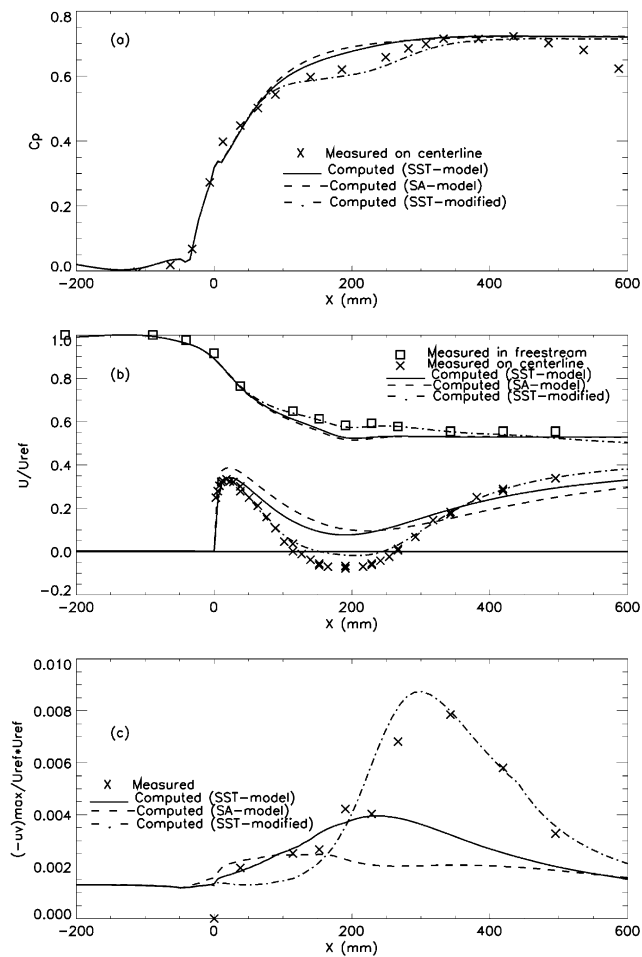 (a)
0.8
0.6
0.4
0.2
0.0
Cp
× Measured on centerline
Computed (SST-model)
Computed (SA-model)
Computed (SST-modified)
-200 0 200 400 600
X (mm)
(b)
1.0
0.8
0.6
0.4
0.2
0.0
-0.2
U/Uref
Measured in freestream
× Measured on centerline
Computed (SST-model)
Computed (SA-model)
Computed (SST-modified)
-200 0 200 400 600
X (mm)
(c)
0.010
0.008
0.006
0.004
0.002
0.000
(-uv)max/Uref*Uref
× Measured
Computed (SST-model)
Computed (SA-model)
Computed (SST-modified)
-200 0 200 400 600
X (mm)